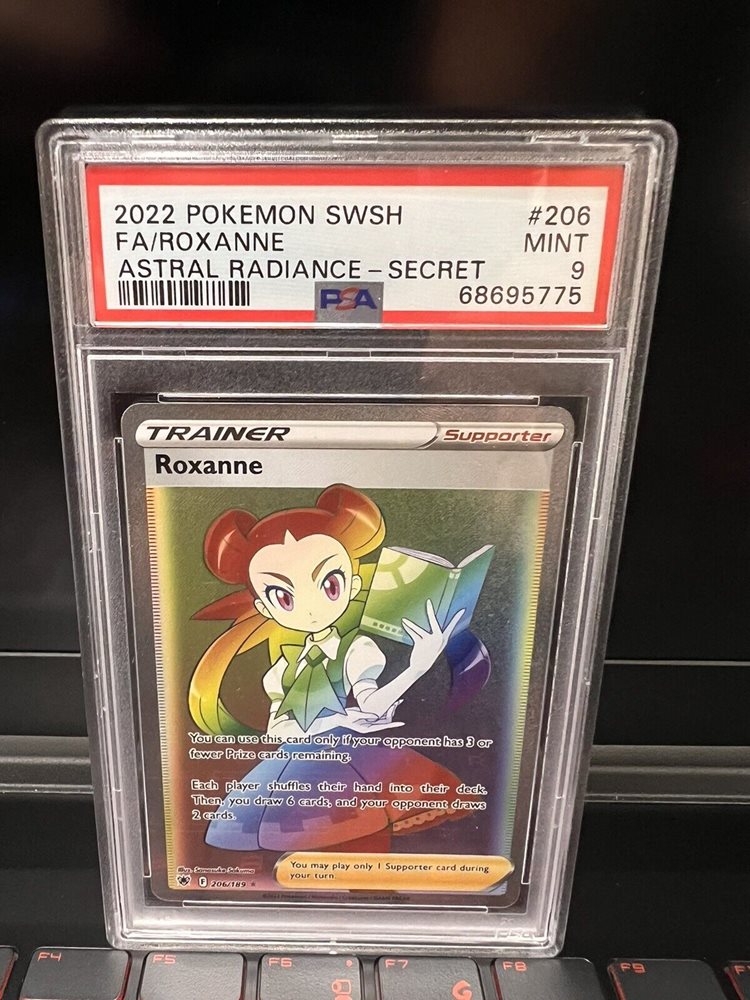 2022 POKEMON SWSH #206
FA/ROXANNE MINT
ASTRAL RADIANCE - SECRET 9
PSA 68695775
TRAINER Supporter
Roxanne
You can use this card only if your opponent has 3 or
fewer Prize cards remaining.
Each player shuffles their hand into their deck.
Then, you draw 6 cards, and your opponent draws
2 cards.
Illus. Sanosuke Sakuma
You may play only 1 Supporter card during
your turn.
F 206/189
F4 F5 F6 F7 F8 F9
G